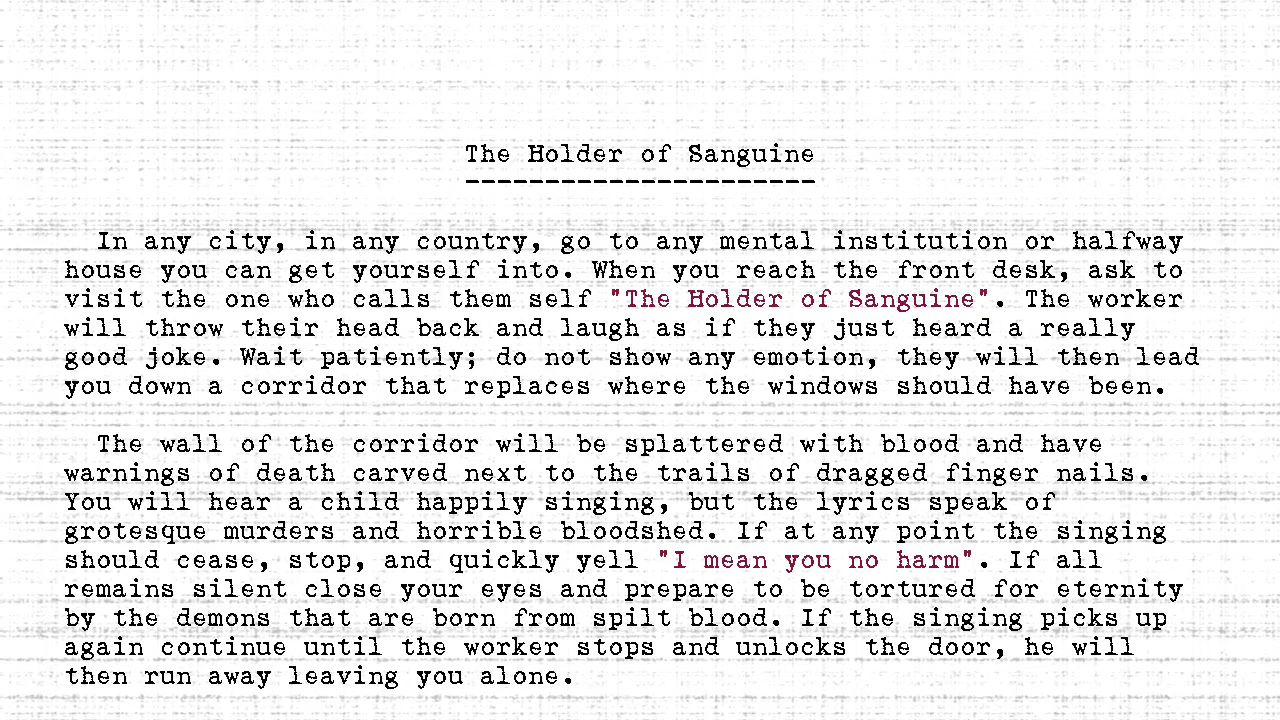 The Holder of Sanguine
----------------------
In any city, in any country, go to any mental institution or halfway
house you can get yourself into. When you reach the front desk, ask to
visit the one who calls them self "The Holder of Sanguine". The worker
will throw their head back and laugh as if they just heard a really
good joke. Wait patiently; do not show any emotion, they will then lead
you down a corridor that replaces where the windows should have been.
The wall of the corridor will be splattered with blood and have
warnings of death carved next to the trails of dragged finger nails.
You will hear a child happily singing, but the lyrics speak of
grotesque murders and horrible bloodshed. If at any point the singing
should cease, stop, and quickly yell "I mean you no harm". If all
remains silent close your eyes and prepare to be tortured for eternity
by the demons that are born from spilt blood. If the singing picks up
again continue until the worker stops and unlocks the door, he will
then run away leaving you alone.